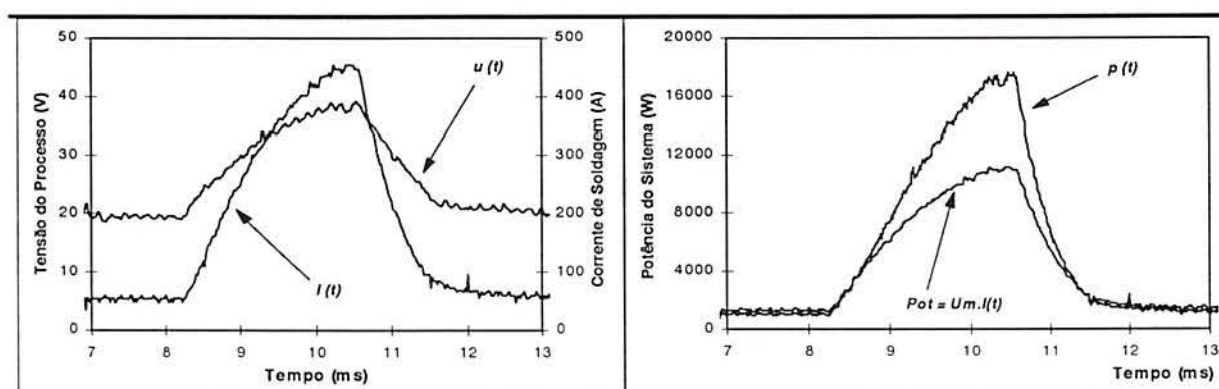 50
40
30
20
10
0
Tensão do Processo (V)
500
400
300
200
100
0
Corrente de Soldagem (A)
u (t)
I (t)
7 8 9 10 11 12 13
Tempo (ms)
20000
16000
12000
8000
4000
0
Potência do Sistema (W)
p (t)
Pot = Um.I(t)
7 8 9 10 11 12 13
Tempo (ms)